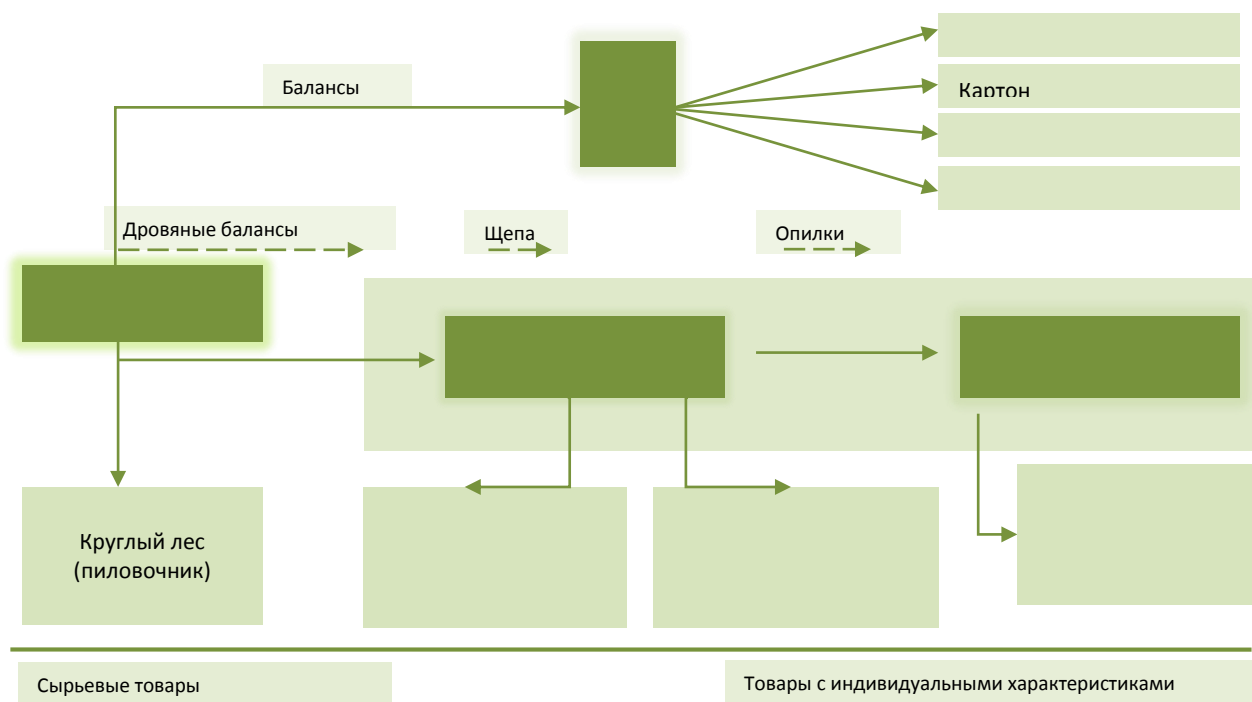 Балансы
Картон
Дровяные балансы
Щепа
Опилки
Круглый лес
(пиловочник)
Сырьевые товары
Товары с индивидуальными характеристиками